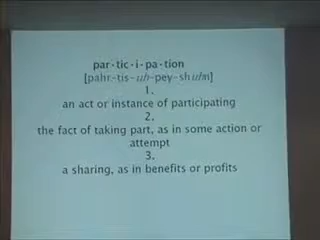 par·tic·i·pa·tion
[pahr-tis-uh-pey-shuhn]
1.
an act or instance of participating
2.
the fact of taking part, as in some action or
attempt
3.
a sharing, as in benefits or profits